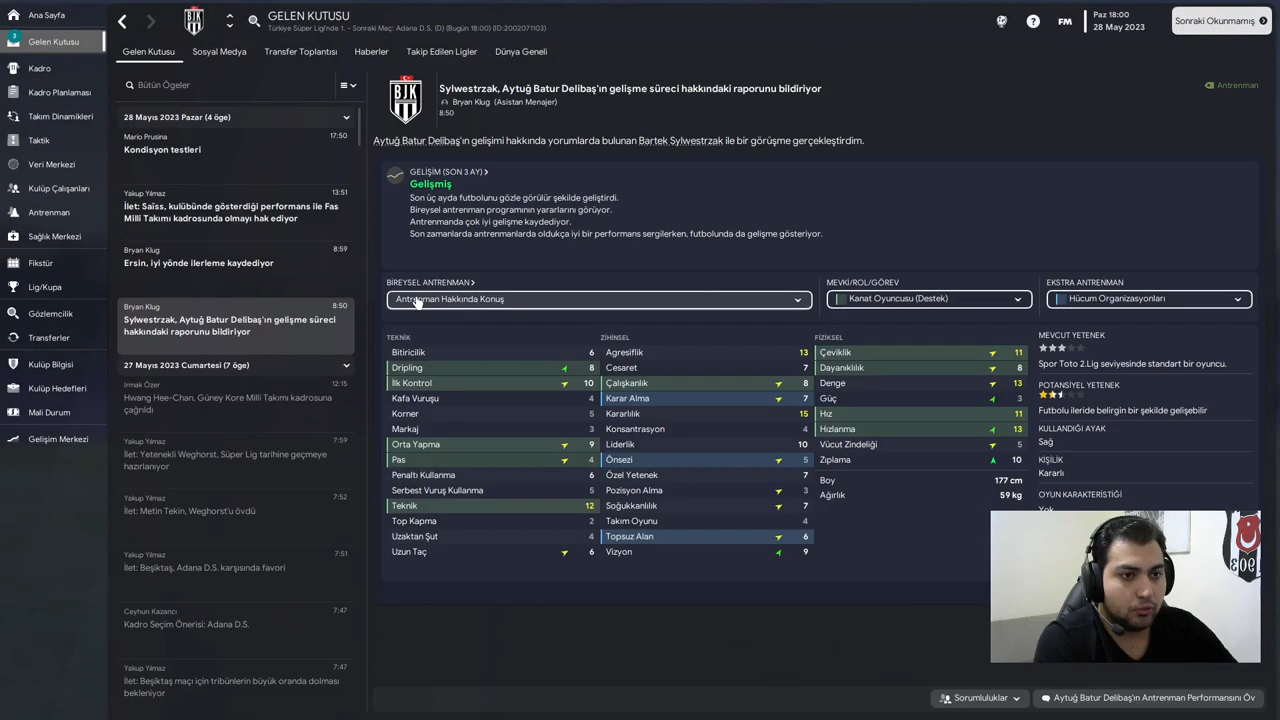 Ana Sayfa
3
Gelen Kutusu
Kadro
Kadro Planlaması
Takım Dinamikleri
Taktik
Veri Merkezi
Kulüp Çalışanları
Antrenman
Sağlık Merkezi
Fikstür
Lig/Kupa
Gözlemcilik
Transferler
Kulüp Bilgisi
Kulüp Hedefleri
Mali Durum
Gelişim Merkezi
BJK
GELEN KUTUSU
Türkiye Süper Ligi'nde 1. - Sonraki Maç: Adana D.S. (D) (Bugün 18:00) (ID:2002071103)
FM
Paz 18:00
28 May 2023
Sonraki Okunmamış
Gelen Kutusu
Sosyal Medya
Transfer Toplantısı
Haberler
Takip Edilen Ligler
Dünya Geneli
Bütün Ögeler
28 Mayıs 2023 Pazar (4 öge)
Mario Prusina 17:50
Kondisyon testleri
Yakup Yılmaz 13:51
İlet: Saïss, kulübünde gösterdiği performans ile Fas
Milli Takımı kadrosunda olmayı hak ediyor
Bryan Klug 8:59
Ersin, iyi yönde ilerleme kaydediyor
Bryan Klug 8:50
Sylwestrzak, Aytuğ Batur Delibaş'ın gelişme süreci
hakkındaki raporunu bildiriyor
27 Mayıs 2023 Cumartesi (7 öge)
Irmak Özer 12:15
Hwang Hee-Chan, Güney Kore Milli Takımı kadrosuna
çağrıldı
Yakup Yılmaz 7:59
İlet: Yetenekli Weghorst, Süper Lig tarihine geçmeye
hazırlanıyor
Yakup Yılmaz 7:52
İlet: Metin Tekin, Weghorst'u övdü
Yakup Yılmaz 7:51
İlet: Beşiktaş, Adana D.S. karşısında favori
Ceyhun Kazancı 7:47
Kadro Seçim Önerisi: Adana D.S.
Yakup Yılmaz 7:47
İlet: Beşiktaş maçı için tribünlerin büyük oranda dolması
bekleniyor
BJK
Sylwestrzak, Aytuğ Batur Delibaş'ın gelişme süreci hakkındaki raporunu bildiriyor
Bryan Klug (Asistan Menajer)
8:50
Antrenman
Aytuğ Batur Delibaş'ın gelişimi hakkında yorumlarda bulunan Bartek Sylwestrzak ile bir görüşme gerçekleştirdim.
GELİŞİM (SON 3 AY)
Gelişmiş
Son üç ayda futbolunu gözle görülür şekilde geliştirdi.
Bireysel antrenman programının yararlarını görüyor.
Antrenmanda çok iyi gelişme kaydediyor.
Son zamanlarda antrenmanlarda oldukça iyi bir performans sergilerken, futbolunda da gelişme gösteriyor.
BİREYSEL ANTRENMAN
Antrenman Hakkında Konuş
MEVKİ/ROL/GÖREV
Kanat Oyuncusu (Destek)
EKSTRA ANTRENMAN
Hücum Organizasyonları
TEKNİK
Bitiricilik 6
Dripling 8
İlk Kontrol 10
Kafa Vuruşu 4
Korner 5
Markaj 3
Orta Yapma 9
Pas 4
Penaltı Kullanma 6
Serbest Vuruş Kullanma 5
Teknik 12
Top Kapma 2
Uzaktan Şut 4
Uzun Taç 6
ZİHİNSEL
Agresiflik 13
Cesaret 7
Çalışkanlık 8
Karar Alma 7
Kararlılık 15
Konsantrasyon 4
Liderlik 10
Önsezi 5
Özel Yetenek 7
Pozisyon Alma 3
Soğukkanlılık 7
Takım Oyunu 4
Topsuz Alan 6
Vizyon 9
FİZİKSEL
Çeviklik 11
Dayanıklılık 8
Denge 13
Güç 3
Hız 11
Hızlanma 13
Vücut Zindeliği 5
Zıplama 10
Boy 177 cm
Ağırlık 59 kg
MEVCUT YETENEK
Spor Toto 2.Lig seviyesinde standart bir oyuncu.
POTANSİYEL YETENEK
Futbolu ileride belirgin bir şekilde gelişebilir
KULLANDIĞI AYAK
Sağ
KİŞİLİK
Kararlı
OYUN KARAKTERİSTİĞİ
Yok
Sorumluluklar
Aytuğ Batur Delibaş'ın Antrenman Performansını Öv